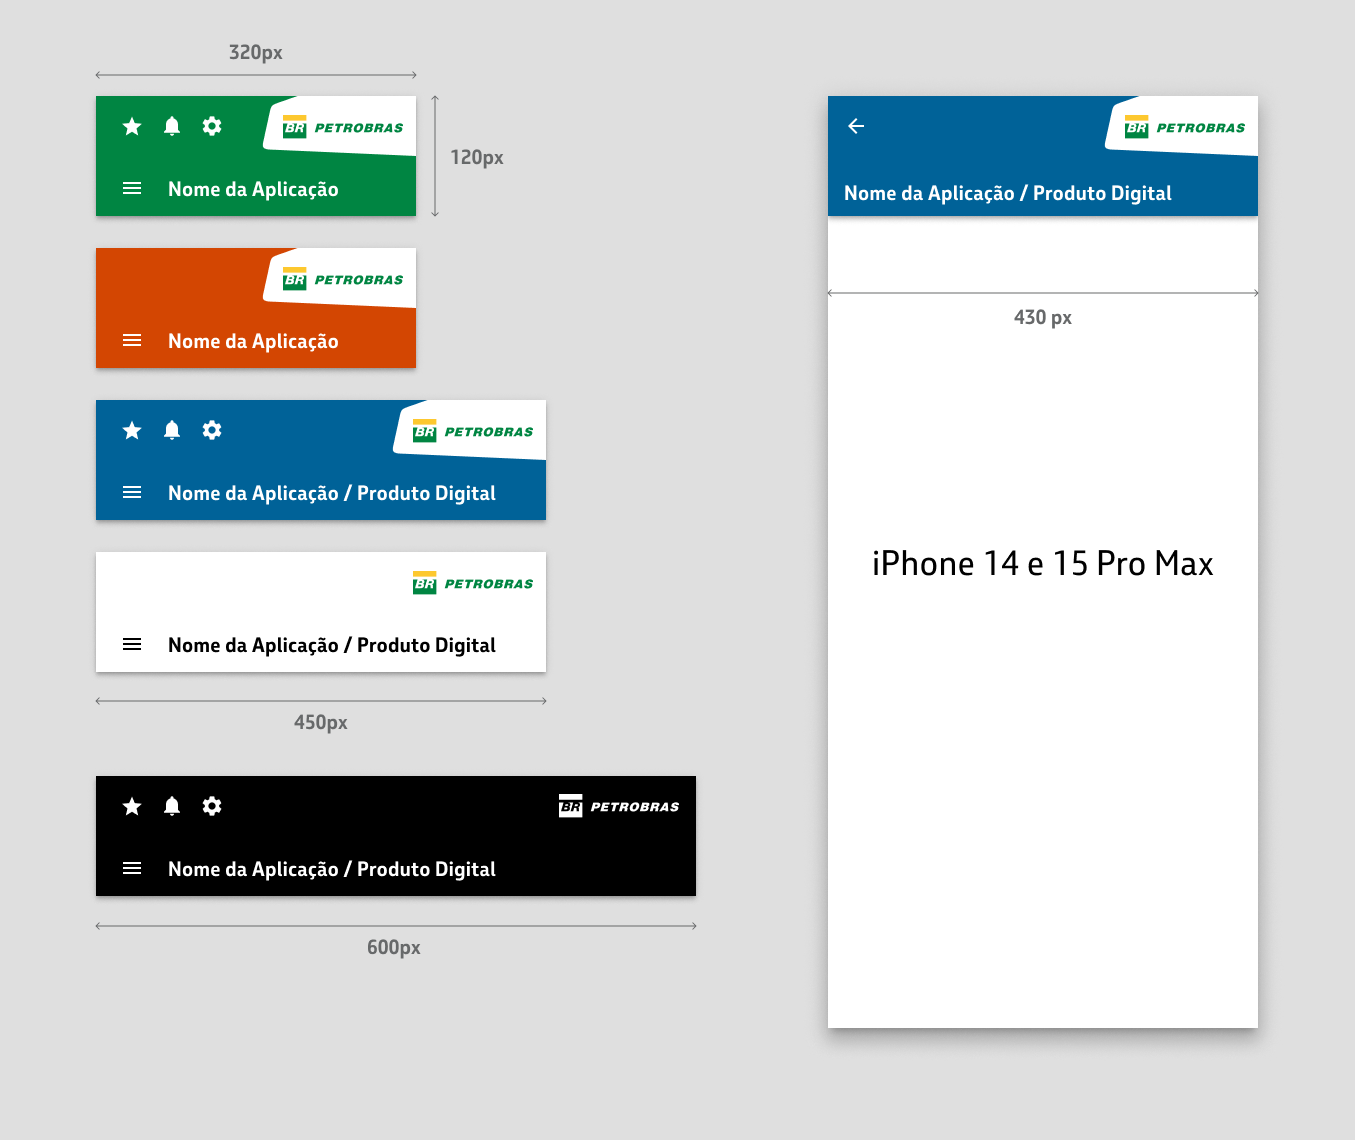 320px
BR PETROBRAS
Nome da Aplicação
120px
BR PETROBRAS
Nome da Aplicação
BR PETROBRAS
Nome da Aplicação / Produto Digital
BR PETROBRAS
Nome da Aplicação / Produto Digital
450px
BR PETROBRAS
Nome da Aplicação / Produto Digital
600px
BR PETROBRAS
Nome da Aplicação / Produto Digital
430 px
iPhone 14 e 15 Pro Max